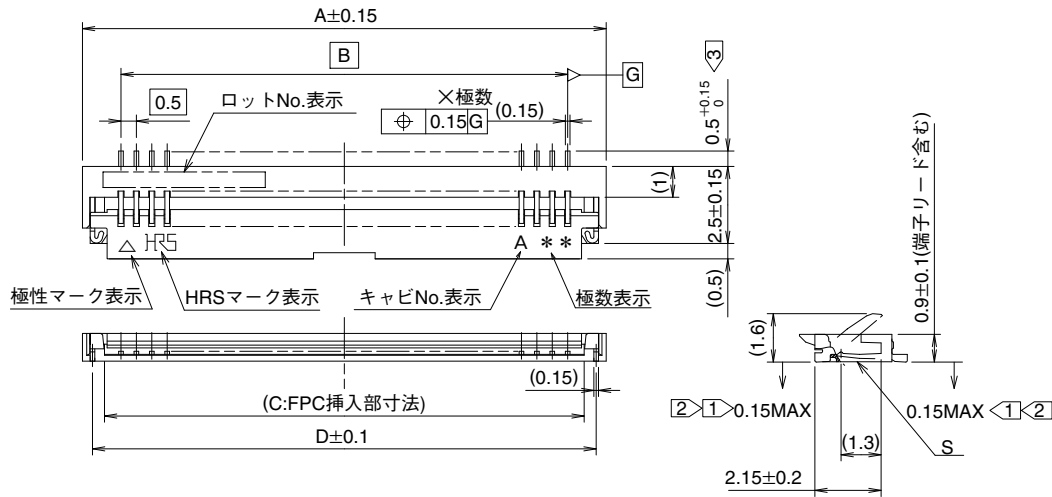 A±0.15
B
G
3
0.5
ロットNo.表示
×極数
⌖ 0.15 G
(0.15)
0.5 +0.15 0
(1)
2.5±0.15
(0.5)
0.9±0.1(端子リード含む)
HRS
A **
極性マーク表示
HRSマーク表示
キャビNo.表示
極数表示
(1.6)
(0.15)
(C:FPC挿入部寸法)
D±0.1
2 1 0.15MAX
0.15MAX 1 2
(1.3)
S
2.15±0.2